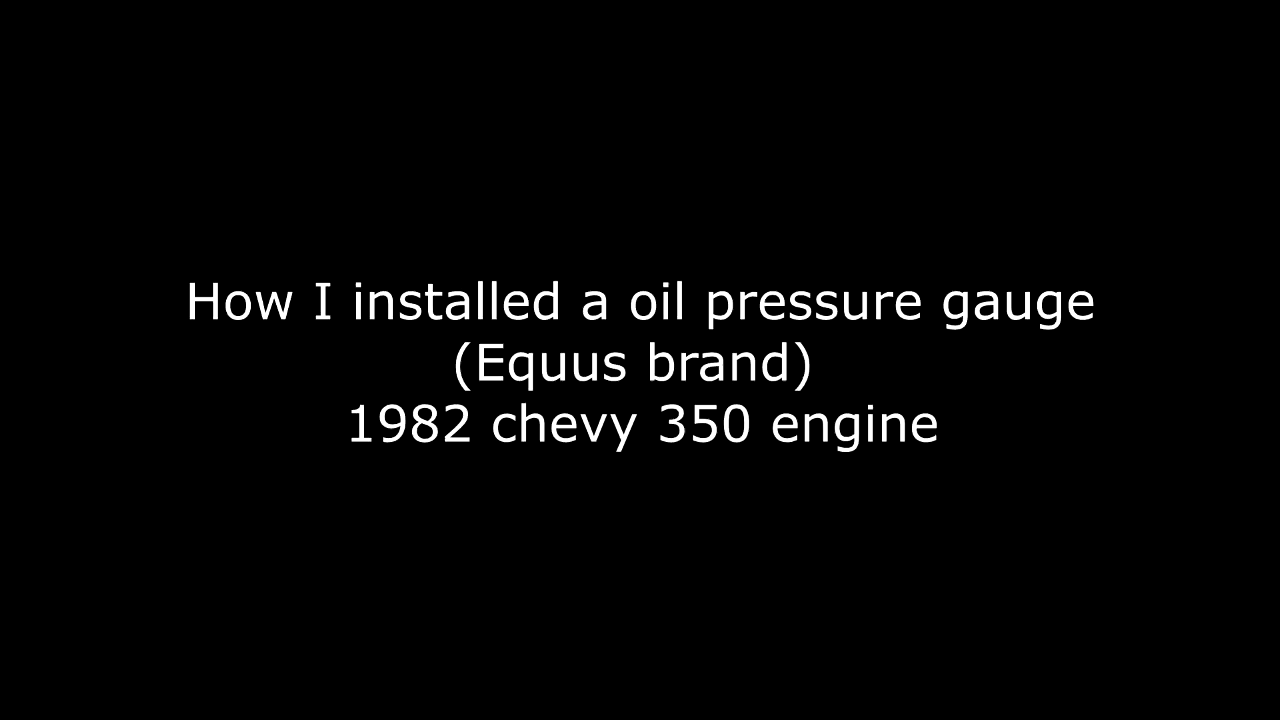 How I installed a oil pressure gauge
(Equus brand)
1982 chevy 350 engine